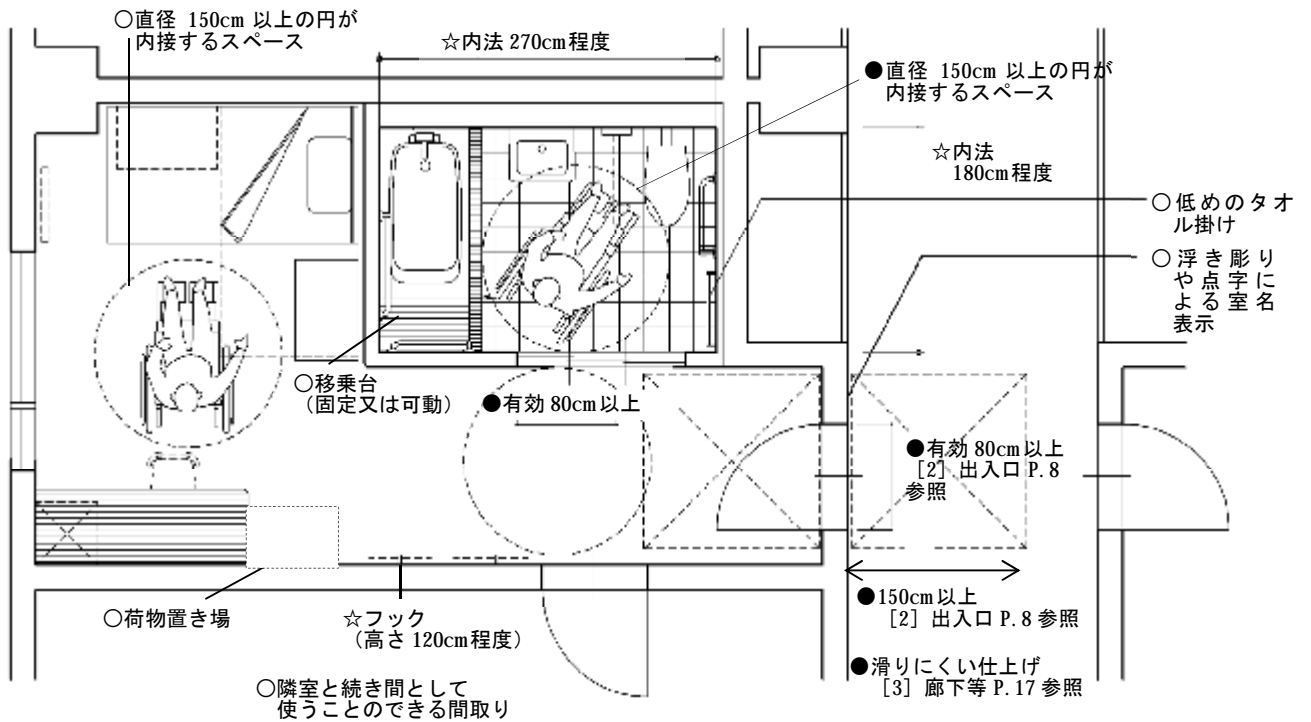 ○直径 150cm 以上の円が
内接するスペース
☆内法 270cm程度
●直径 150cm 以上の円が
内接するスペース
☆内法
180cm程度
○低めのタオ
ル掛け
○浮き彫り
や点字に
よる室名
表示
○移乗台
（固定又は可動）
●有効 80cm以上
●有効 80cm以上
［2］出入口 P.8
参照
○荷物置き場
☆フック
（高さ 120cm程度）
●150cm以上
［2］出入口 P.8 参照
●滑りにくい仕上げ
［3］廊下等 P.17 参照
○隣室と続き間として
使うことのできる間取り